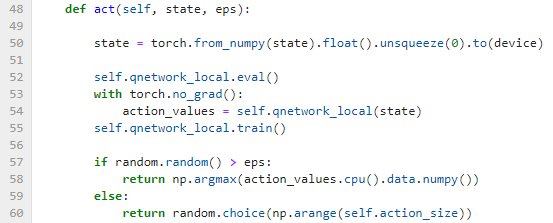 48 def act(self, state, eps):
49
50 state = torch.from_numpy(state).float().unsqueeze(0).to(device)
51
52 self.qnetwork_local.eval()
53 with torch.no_grad():
54 action_values = self.qnetwork_local(state)
55 self.qnetwork_local.train()
56
57 if random.random() > eps:
58 return np.argmax(action_values.cpu().data.numpy())
59 else:
60 return random.choice(np.arange(self.action_size))